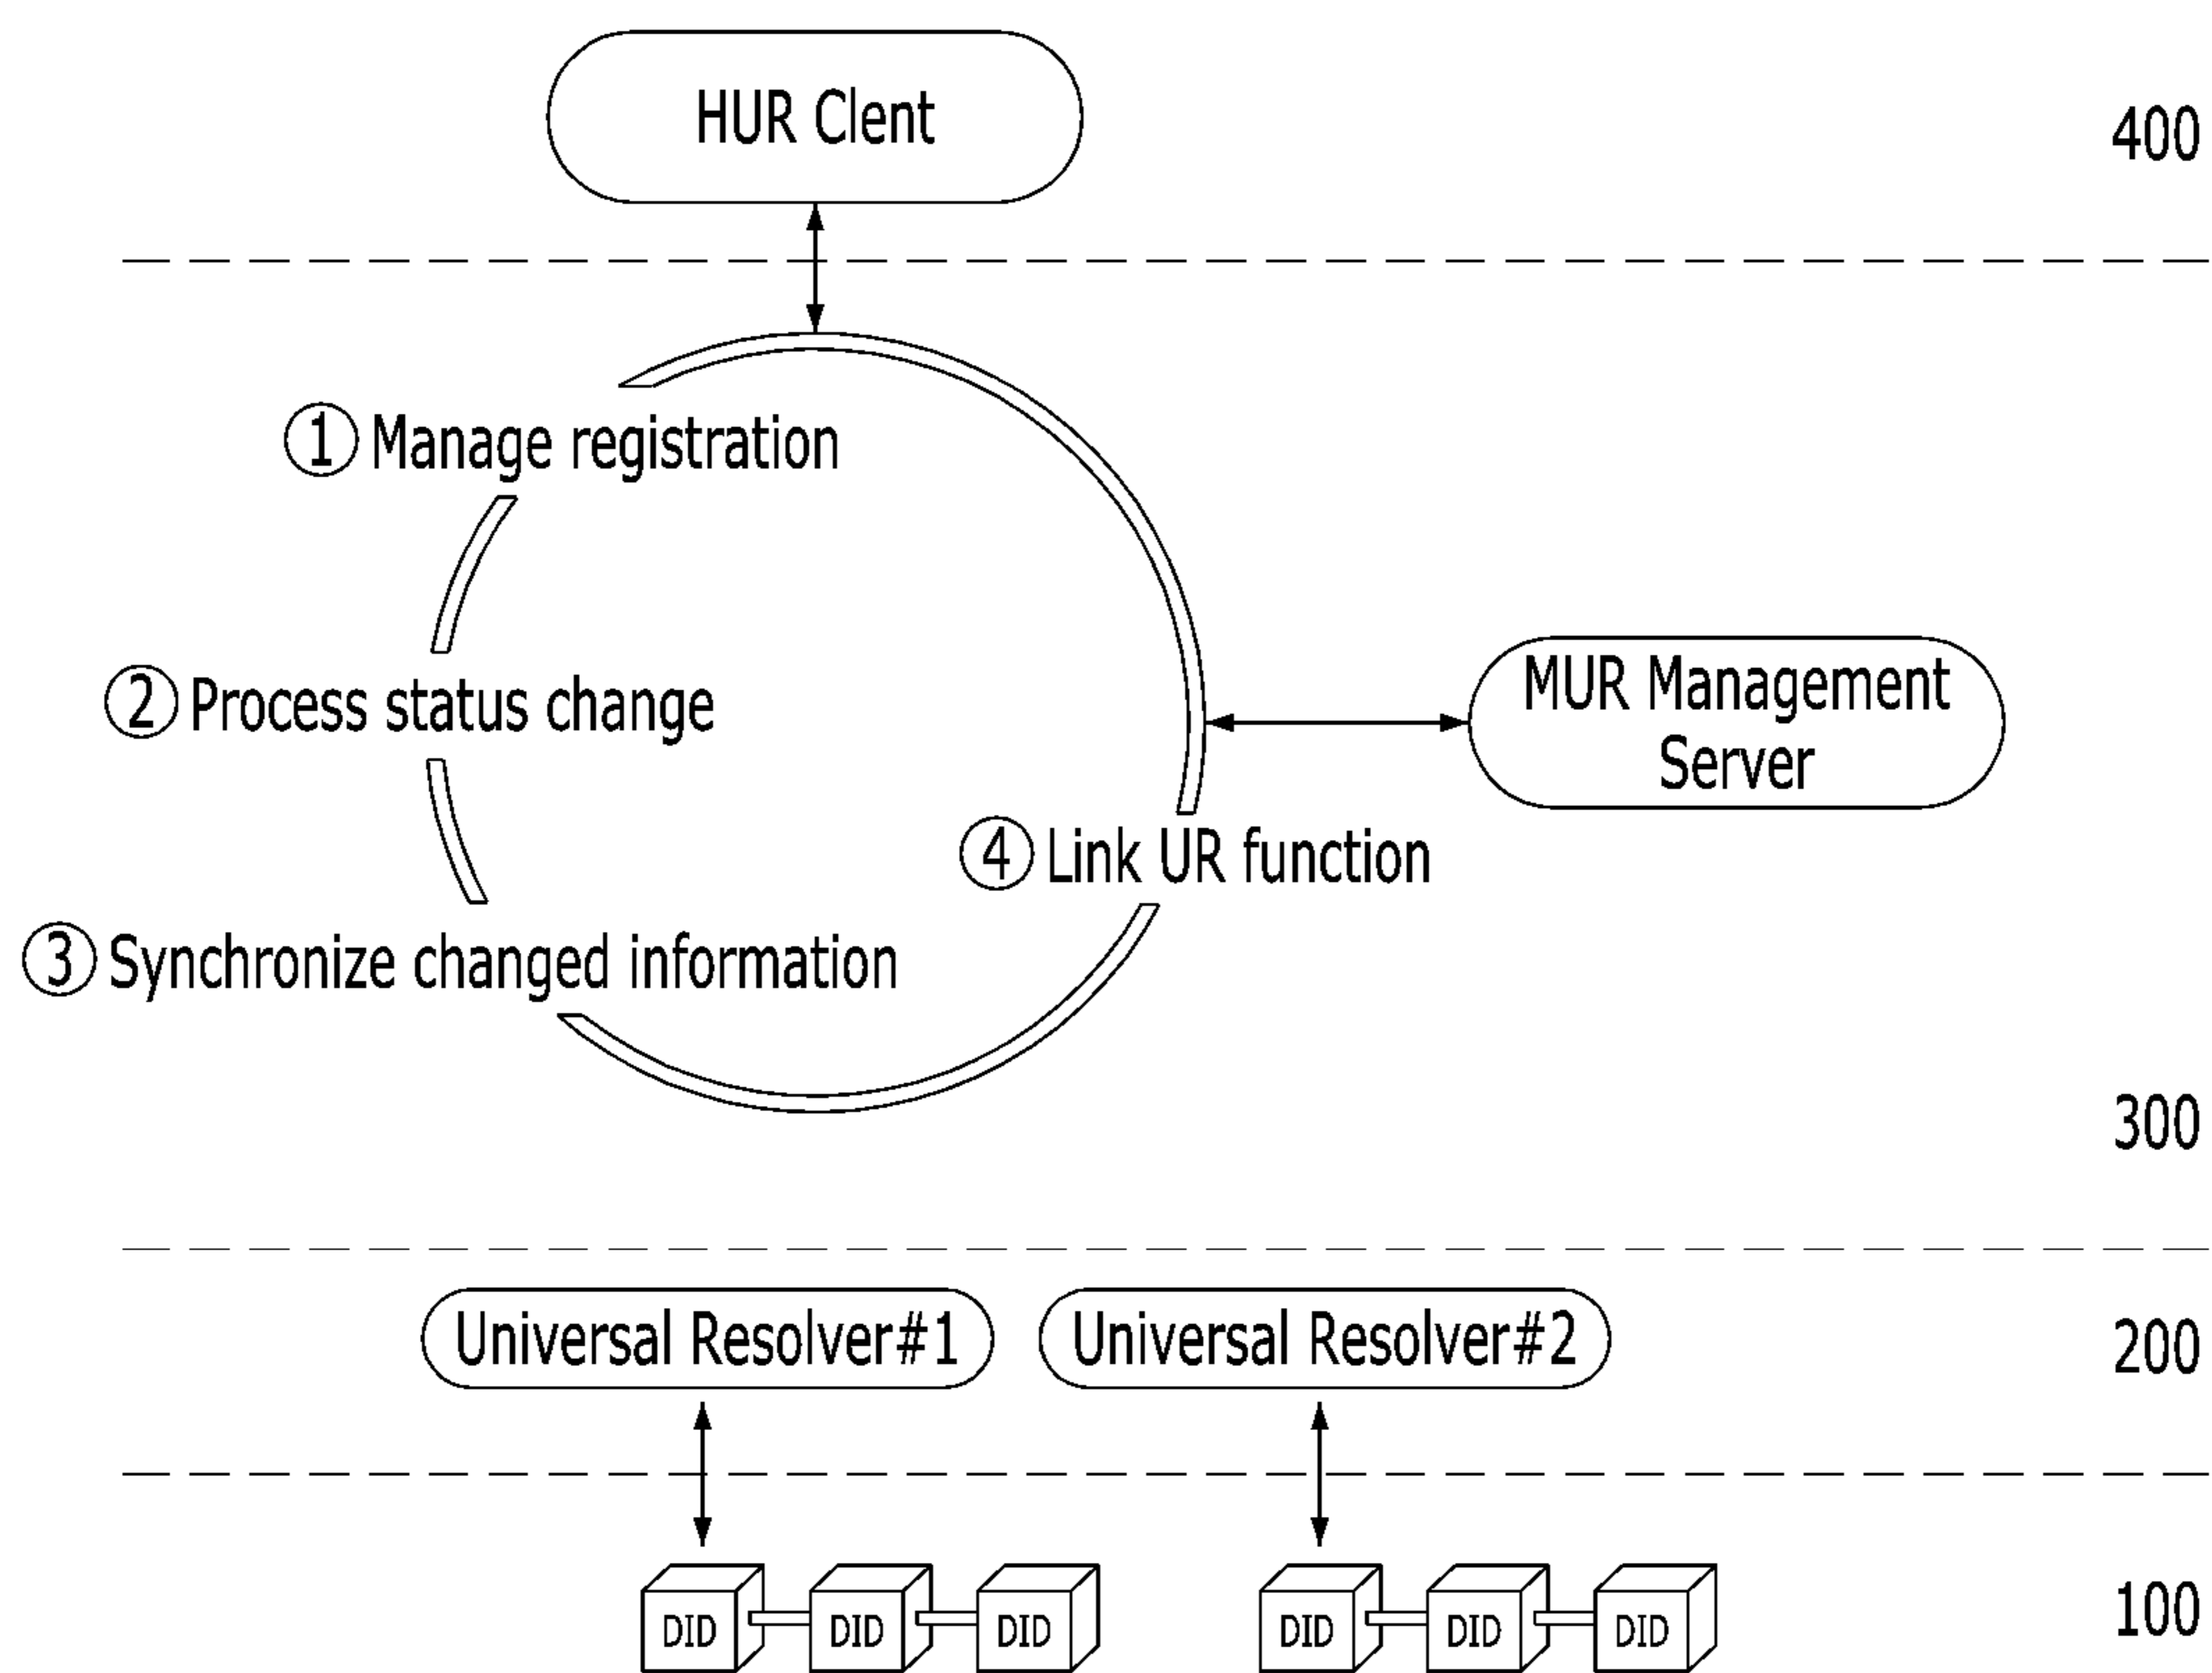 HUR Clent
400
① Manage registration
② Process status change
MUR Management
Server
④ Link UR function
③ Synchronize changed information
300
Universal Resolver#1
Universal Resolver#2
200
DID
DID
DID
DID
DID
DID
100